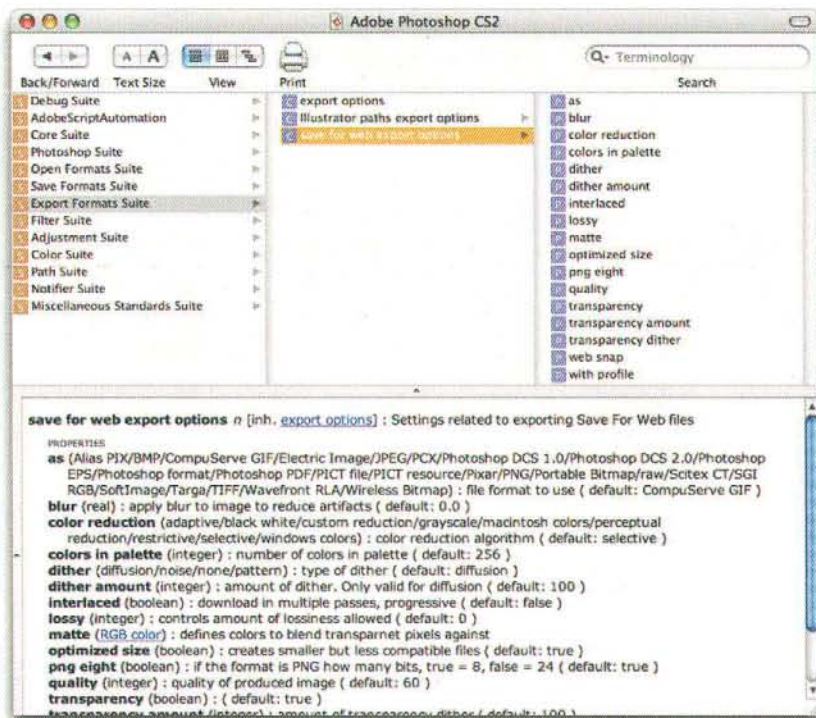 Adobe Photoshop CS2
A A
Q- Terminology
Back/Forward Text Size View Print Search
Debug Suite
AdobeScriptAutomation
Core Suite
Photoshop Suite
Open Formats Suite
Save Formats Suite
Export Formats Suite
Filter Suite
Adjustment Suite
Color Suite
Path Suite
Notifier Suite
Miscellaneous Standards Suite
export options
Illustrator paths export options
save for web export options
as
blur
color reduction
colors in palette
dither
dither amount
interlaced
lossy
matte
optimized size
png eight
quality
transparency
transparency amount
transparency dither
web snap
with profile
save for web export options n [inh. export options] : Settings related to exporting Save For Web files
PROPERTIES
as (Alias PIX/BMP/CompuServe GIF/Electric Image/JPEG/PCX/Photoshop DCS 1.0/Photoshop DCS 2.0/Photoshop
EPS/Photoshop format/Photoshop PDF/PICT file/PICT resource/Pixar/PNG/Portable Bitmap/raw/Scitex CT/SGI
RGB/SoftImage/Targa/TIFF/Wavefront RLA/Wireless Bitmap) : file format to use ( default: CompuServe GIF )
blur (real) : apply blur to image to reduce artifacts ( default: 0.0 )
color reduction (adaptive/black white/custom reduction/grayscale/macintosh colors/perceptual
reduction/restrictive/selective/windows colors) : color reduction algorithm ( default: selective )
colors in palette (integer) : number of colors in palette ( default: 256 )
dither (diffusion/noise/none/pattern) : type of dither ( default: diffusion )
dither amount (integer) : amount of dither. Only valid for diffusion ( default: 100 )
interlaced (boolean) : download in multiple passes, progressive ( default: false )
lossy (integer) : controls amount of lossiness allowed ( default: 0 )
matte (RGB color) : defines colors to blend transparnet pixels against
optimized size (boolean) : creates smaller but less compatible files ( default: true )
png eight (boolean) : if the format is PNG how many bits, true = 8, false = 24 ( default: true )
quality (integer) : quality of produced image ( default: 60 )
transparency (boolean) : ( default: true )
transparency amount (integer) : amount of transparency dither ( default: 100 )